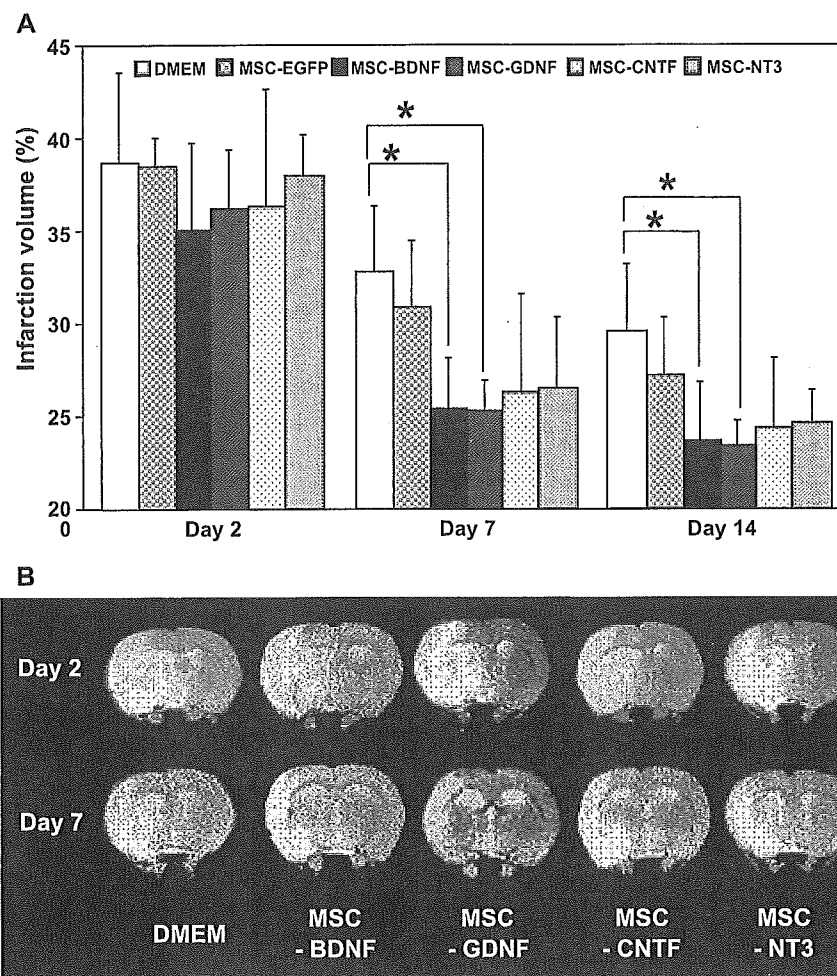 A
45
DMEM MSC-EGFP MSC-BDNF MSC-GDNF MSC-CNTF MSC-NT3
40
35
30
25
20
0
Infarction volume (%)
* *
* *
Day 2 Day 7 Day 14
B
Day 2
Day 7
DMEM
MSC - BDNF
MSC - GDNF
MSC - CNTF
MSC - NT3